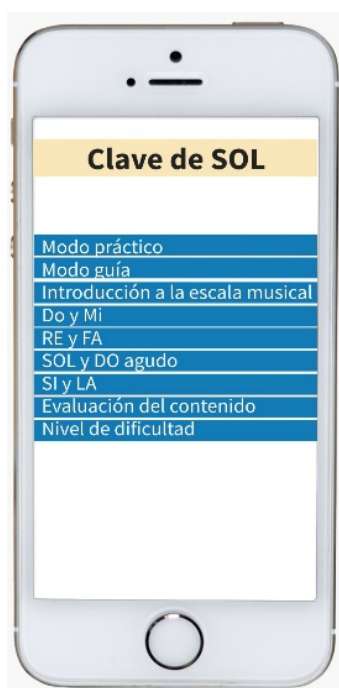 Clave de SOL
Modo práctico
Modo guía
Introducción a la escala musical
Do y Mi
RE y FA
SOL y DO agudo
SI y LA
Evaluación del contenido
Nivel de dificultad